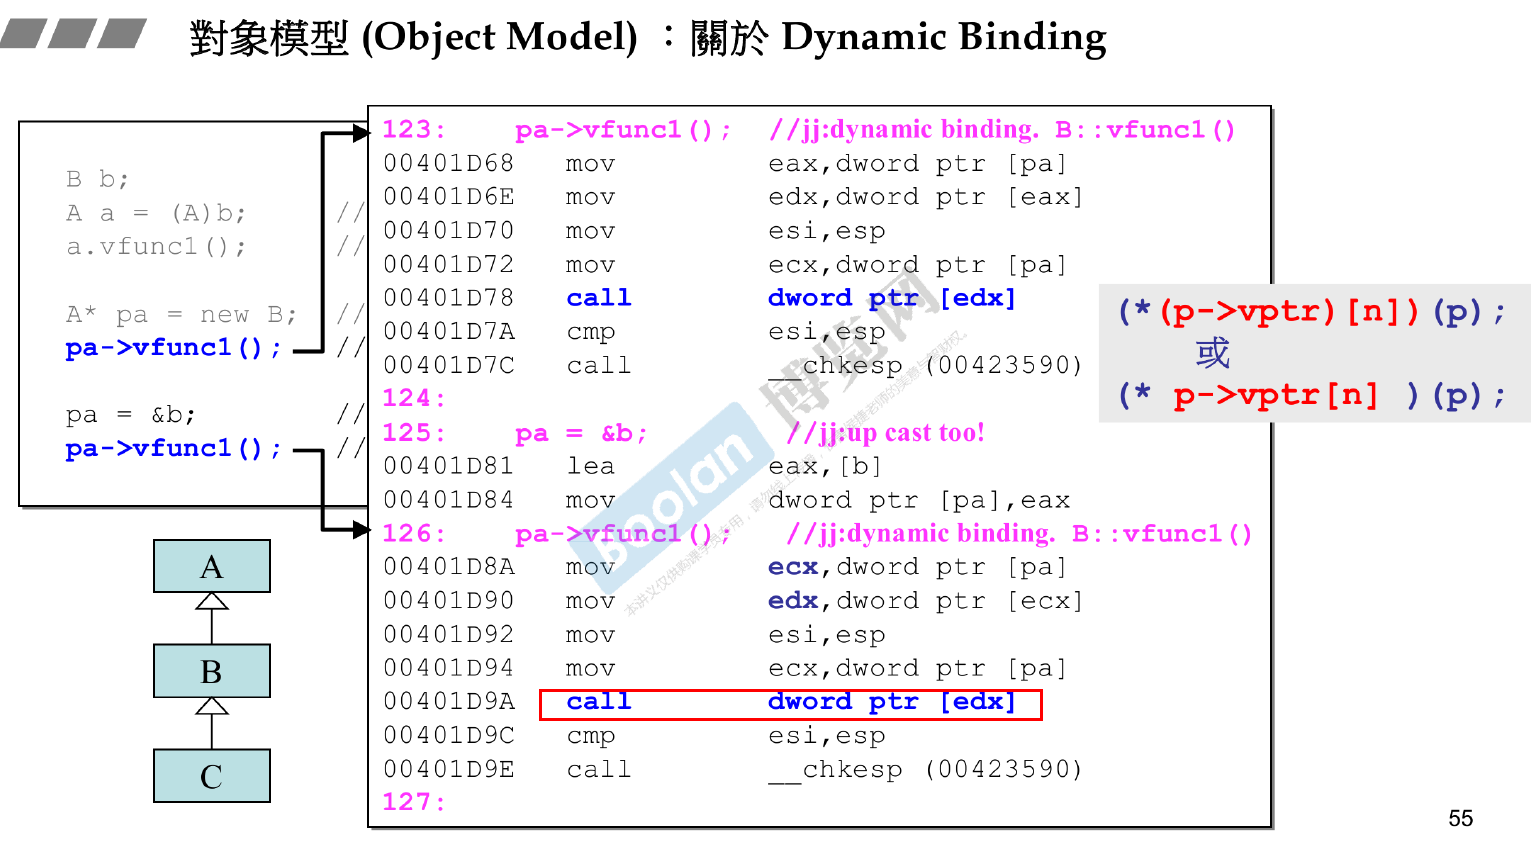 對象模型 (Object Model) ：關於 Dynamic Binding
B b;
A a = (A)b; //
a.vfunc1(); //
A* pa = new B; //
pa->vfunc1(); //
pa = &b; //
pa->vfunc1(); //
123: pa->vfunc1(); //jj:dynamic binding. B::vfunc1()
00401D68 mov eax,dword ptr [pa]
00401D6E mov edx,dword ptr [eax]
00401D70 mov esi,esp
00401D72 mov ecx,dword ptr [pa]
00401D78 call dword ptr [edx]
00401D7A cmp esi,esp
00401D7C call __chkesp (00423590)
124:
125: pa = &b; //jj:up cast too!
00401D81 lea eax,[b]
00401D84 mov dword ptr [pa],eax
126: pa->vfunc1(); //jj:dynamic binding. B::vfunc1()
00401D8A mov ecx,dword ptr [pa]
00401D90 mov edx,dword ptr [ecx]
00401D92 mov esi,esp
00401D94 mov ecx,dword ptr [pa]
00401D9A call dword ptr [edx]
00401D9C cmp esi,esp
00401D9E call __chkesp (00423590)
127:
(*(p->vptr)[n])(p);
或
(* p->vptr[n] )(p);
A
B
C
Boolan
博览网
55